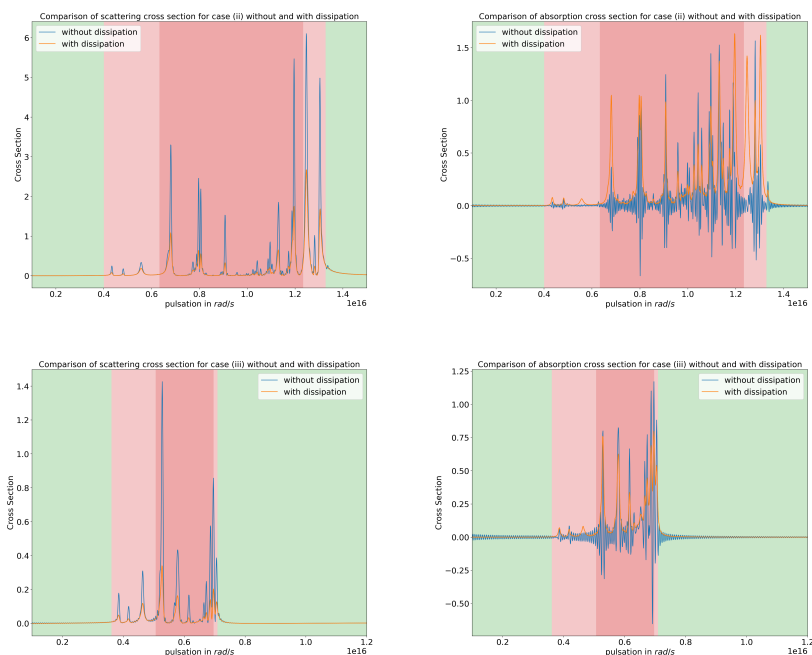 Comparison of scattering cross section for case (ii) without and with dissipation
without dissipation
with dissipation
Cross Section
6
5
4
3
2
1
0
0.2 0.4 0.6 0.8 1.0 1.2 1.4
1e16
pulsation in rad/s
Comparison of absorption cross section for case (ii) without and with dissipation
without dissipation
with dissipation
Cross Section
1.5
1.0
0.5
0.0
−0.5
0.2 0.4 0.6 0.8 1.0 1.2 1.4
1e16
pulsation in rad/s
Comparison of scattering cross section for case (iii) without and with dissipation
without dissipation
with dissipation
Cross Section
1.4
1.2
1.0
0.8
0.6
0.4
0.2
0.0
0.2 0.4 0.6 0.8 1.0 1.2
1e16
pulsation in rad/s
Comparison of absorption cross section for case (iii) without and with dissipation
without dissipation
with dissipation
Cross Section
1.25
1.00
0.75
0.50
0.25
0.00
−0.25
−0.50
0.2 0.4 0.6 0.8 1.0 1.2
1e16
pulsation in rad/s